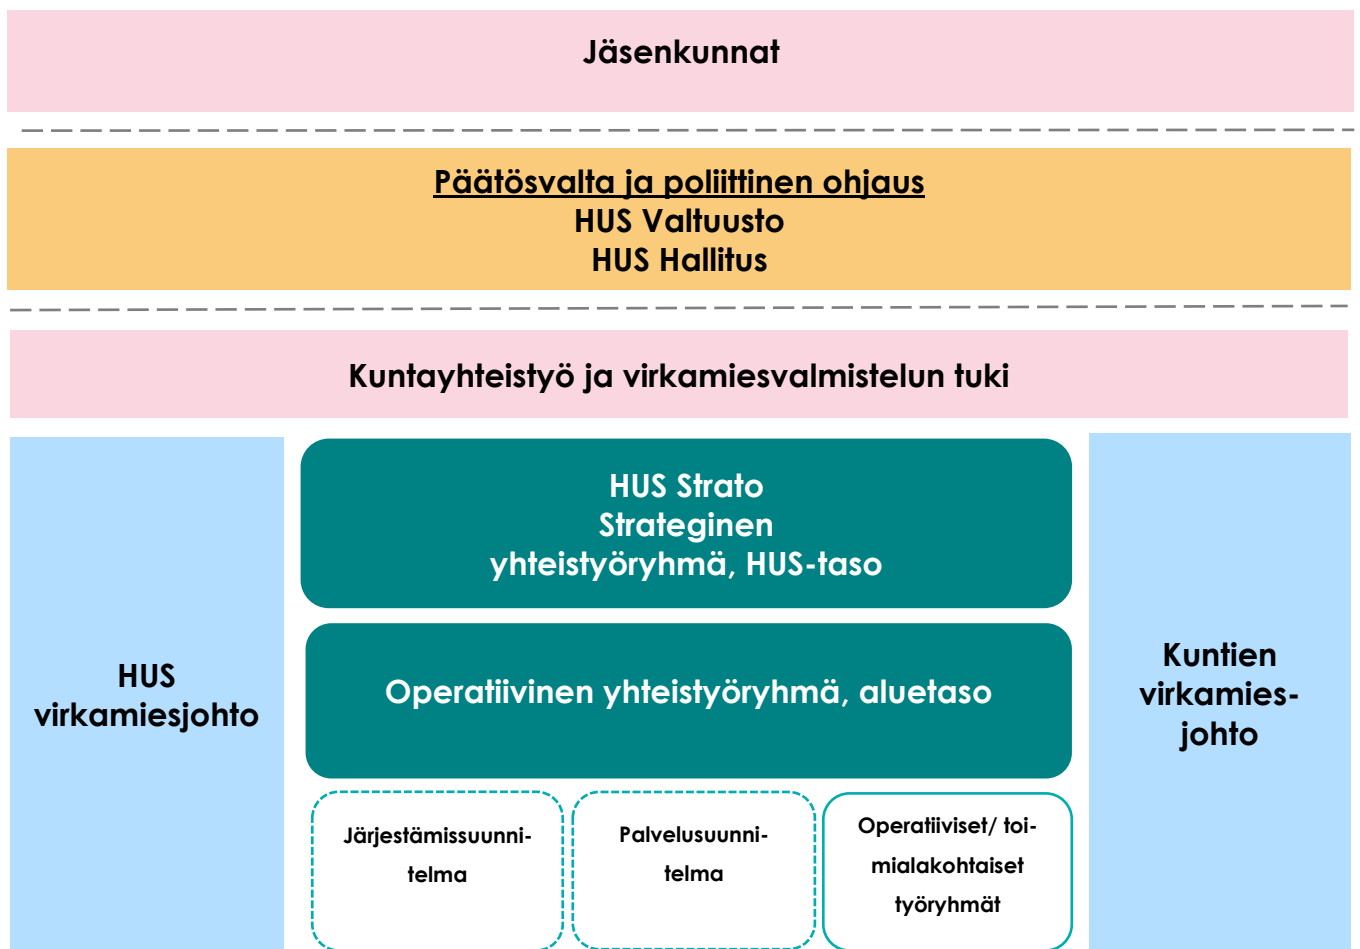 Jäsenkunnat
Päätösvalta ja poliittinen ohjaus
HUS Valtuusto
HUS Hallitus
Kuntayhteistyö ja virkamiesvalmistelun tuki
HUS
virkamiesjohto
HUS Strato
Strateginen
yhteistyöryhmä, HUS-taso
Operatiivinen yhteistyöryhmä, aluetaso
Järjestämissuunni-
telma
Palvelusuunni-
telma
Operatiiviset/ toi-
mialakohtaiset
työryhmät
Kuntien
virkamies-
johto